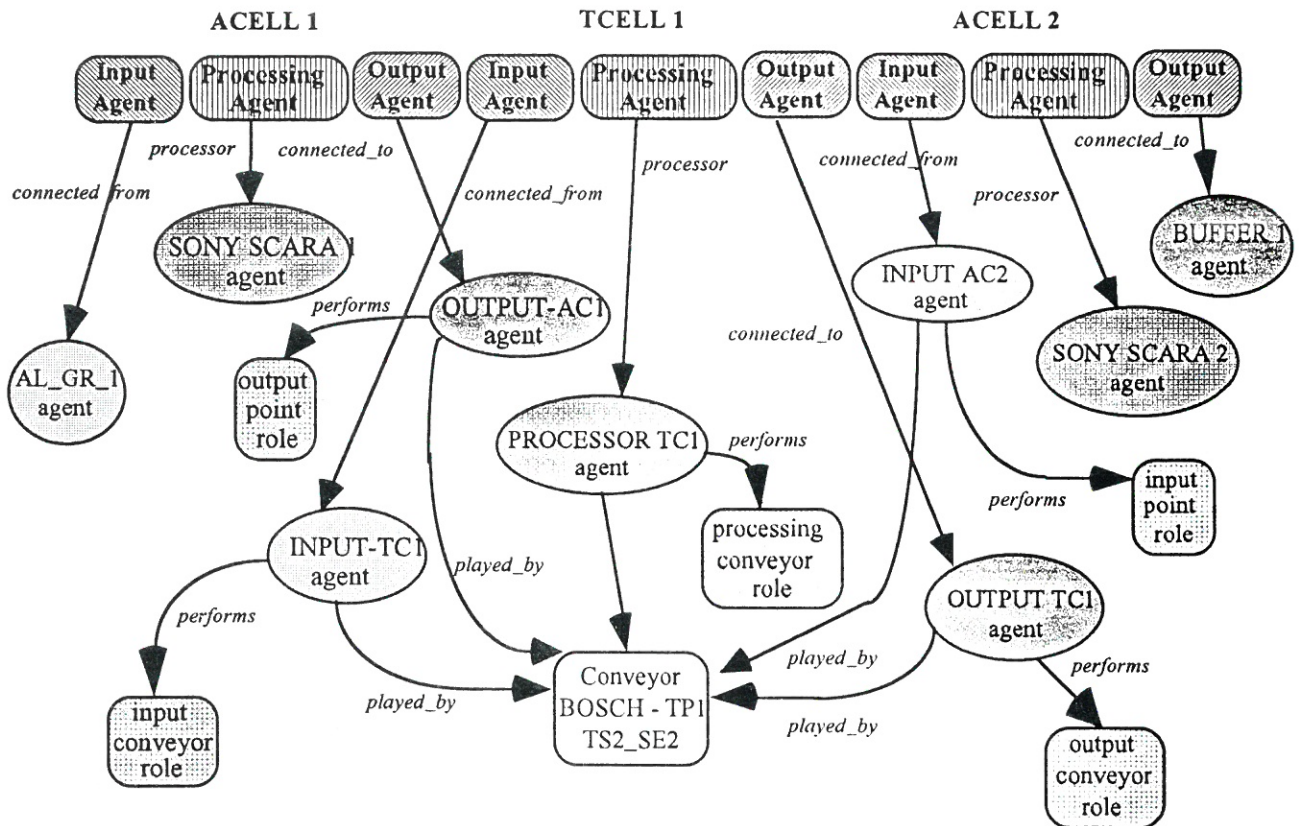 ACELL 1
TCELL 1
ACELL 2
Input
Agent
Processing
Agent
Output
Agent
Input
Agent
Processing
Agent
Output
Agent
Input
Agent
Processing
Agent
Output
Agent
processor
connected_to
connected_from
connected_from
processor
connected_from
processor
connected_to
SONY SCARA 1
agent
BUFFER 1
agent
INPUT AC2
agent
performs
OUTPUT-AC1
agent
connected_to
SONY SCARA 2
agent
AL_GR_1
agent
output
point
role
PROCESSOR TC1
agent
performs
performs
input
point
role
processing
conveyor
role
INPUT-TC1
agent
played_by
performs
OUTPUT TC1
agent
played_by
performs
Conveyor
BOSCH - TP1
TS2_SE2
played_by
played_by
input
conveyor
role
output
conveyor
role